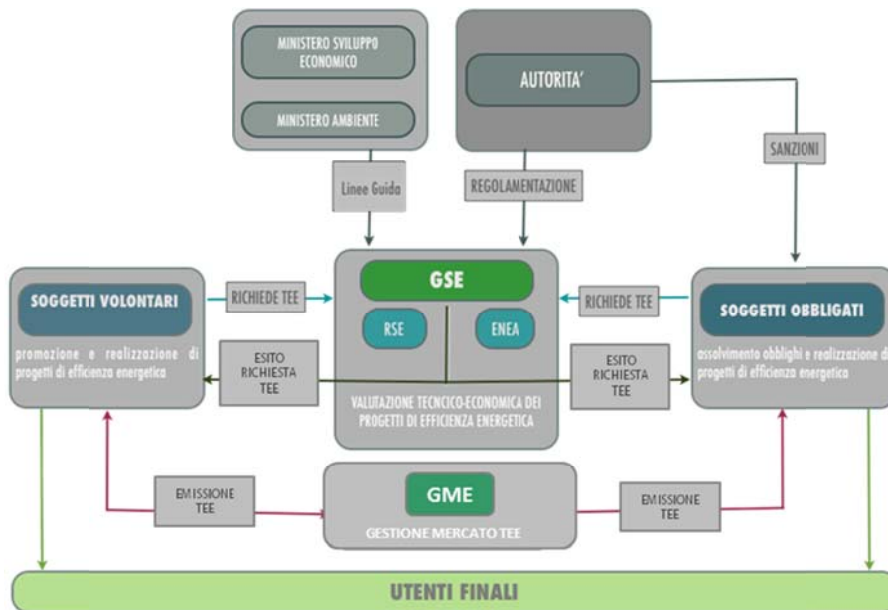 MINISTERO SVILUPPO
ECONOMICO
MINISTERO AMBIENTE
AUTORITA'
SANZIONI
Linee Guida
REGOLAMENTAZIONE
GSE
RSE
ENEA
VALUTAZIONE TECNCICO-ECONOMICA DEI
PROGETTI DI EFFICIENZA ENERGETICA
SOGGETTI VOLONTARI
promozione e realizzazione di
progetti di efficienza energetica
RICHIEDE TEE
RICHIEDE TEE
SOGGETTI OBBLIGATI
assolvimento obblighi e realizzazione di
progetti di efficienza energetica
ESITO
RICHIESTA
TEE
ESITO
RICHIESTA
TEE
EMISSIONE
TEE
GME
GESTIONE MERCATO TEE
EMISSIONE
TEE
UTENTI FINALI